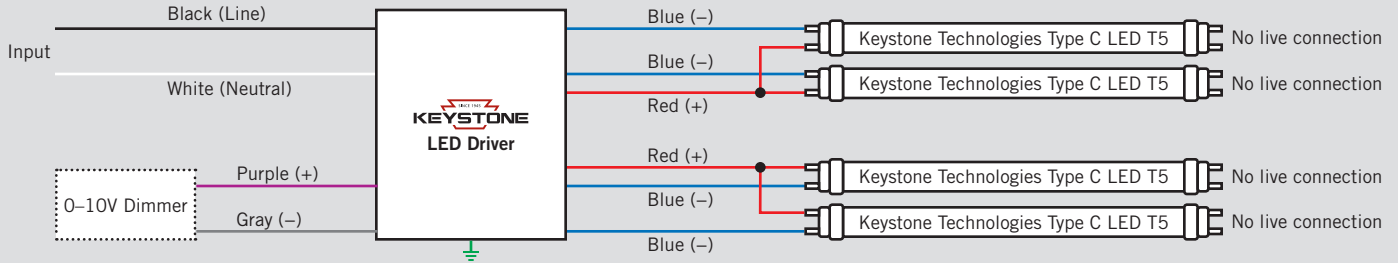 Black (Line)
Input
White (Neutral)
0–10V Dimmer
Purple (+)
Gray (–)
SINCE 1945
KEYSTONE
LED Driver
Blue (–)
Blue (–)
Red (+)
Red (+)
Blue (–)
Blue (–)
Keystone Technologies Type C LED T5
No live connection
Keystone Technologies Type C LED T5
No live connection
Keystone Technologies Type C LED T5
No live connection
Keystone Technologies Type C LED T5
No live connection